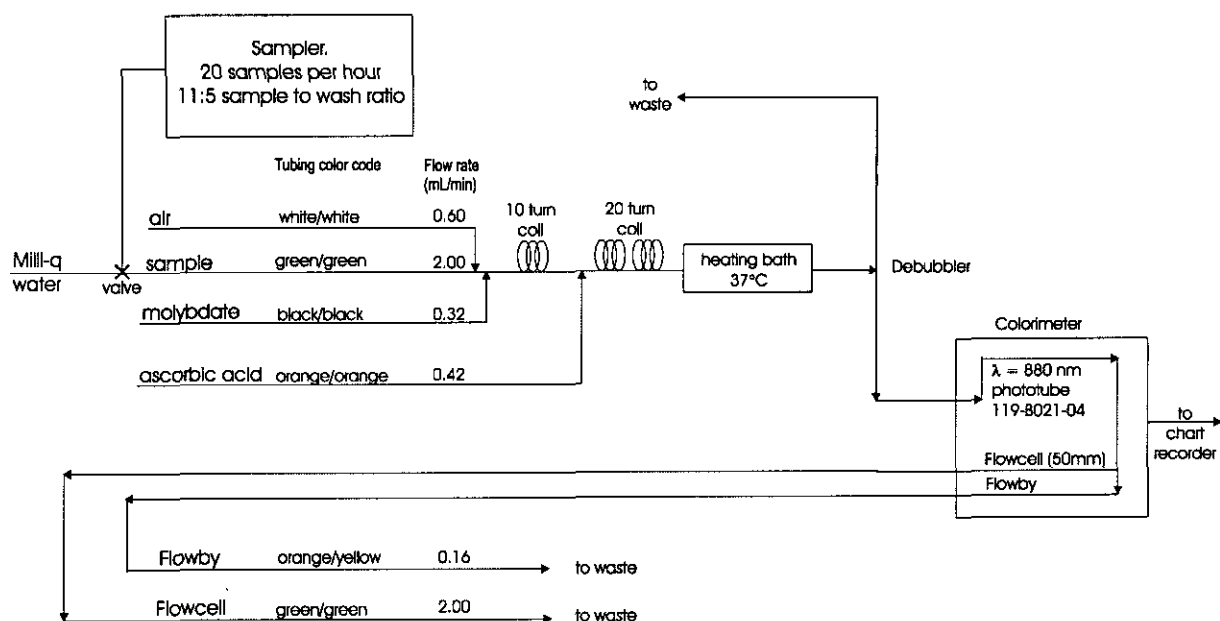 Sampler.
20 samples per hour
11:5 sample to wash ratio
to
waste
Tubing color code
Flow rate
(mL/min)
air white/white 0.60
10 turn
coil
20 turn
coil
Milli-q
water
valve
sample green/green 2.00
heating bath
37°C
Debubbler
molybdate black/black 0.32
ascorbic acid orange/orange 0.42
Colorimeter
λ = 880 nm
phototube
119-8021-04
to
chart
recorder
Flowcell (50mm)
Flowby
Flowby orange/yellow 0.16 to waste
Flowcell green/green 2.00 to waste